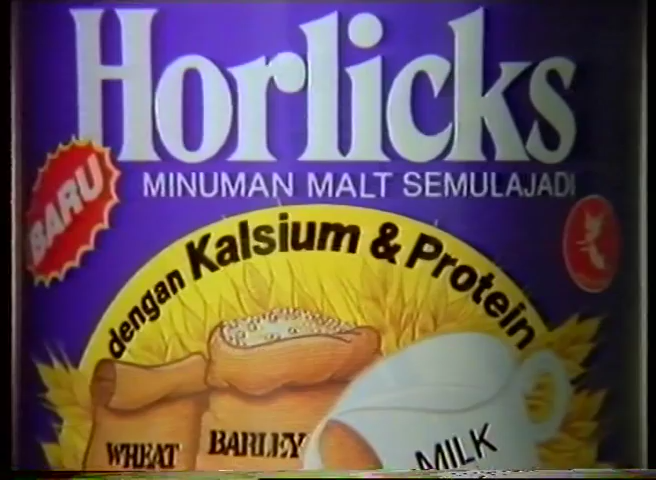 Horlicks
MINUMAN MALT SEMULAJADI
BARU
dengan Kalsium & Protein
WHEAT
BARLEY
MILK